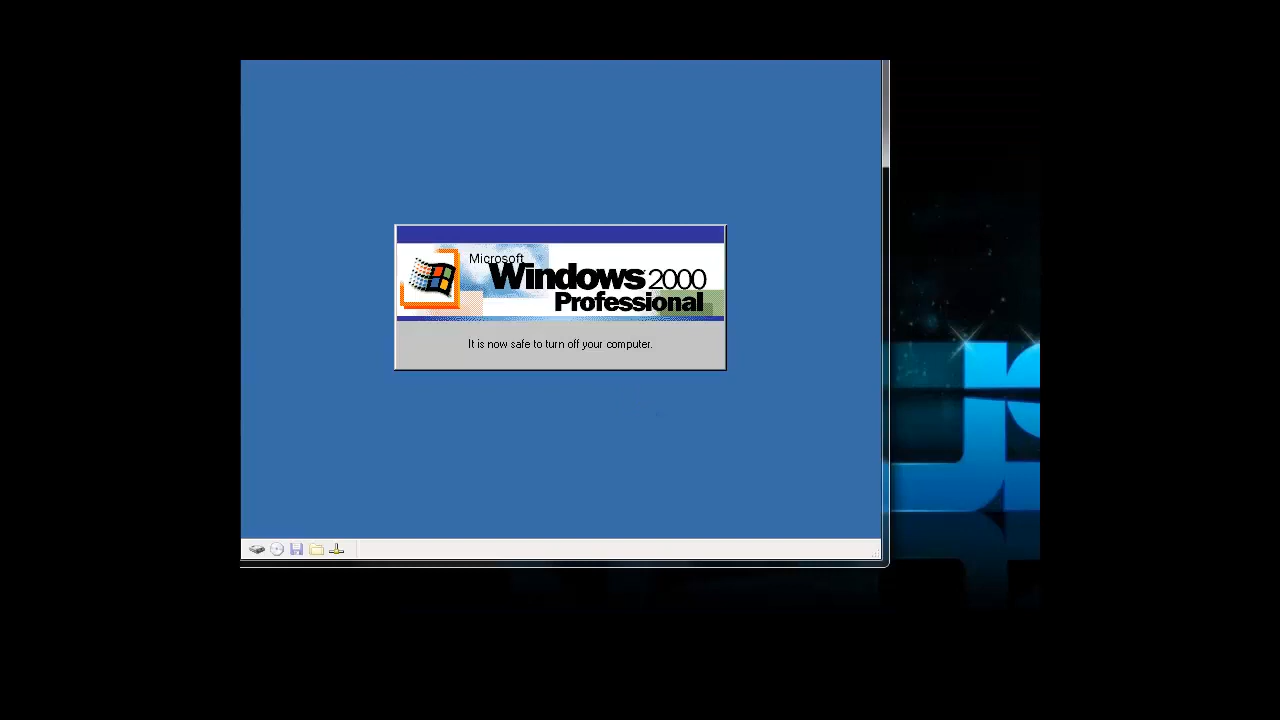 Microsoft
Windows 2000
Professional
It is now safe to turn off your computer.